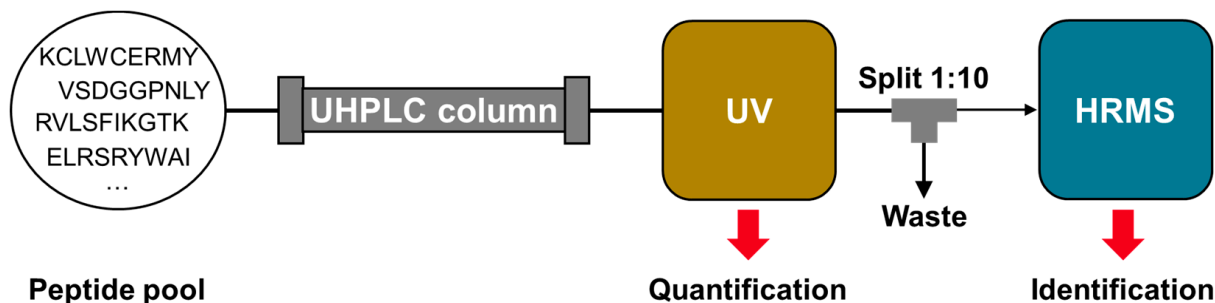 KCLWCERMY
VSDGGPNLY
RVLSFIKGTK
ELRSRYWAI
...
UHPLC column
UV
Split 1:10
HRMS
Waste
Peptide pool
Quantification
Identification